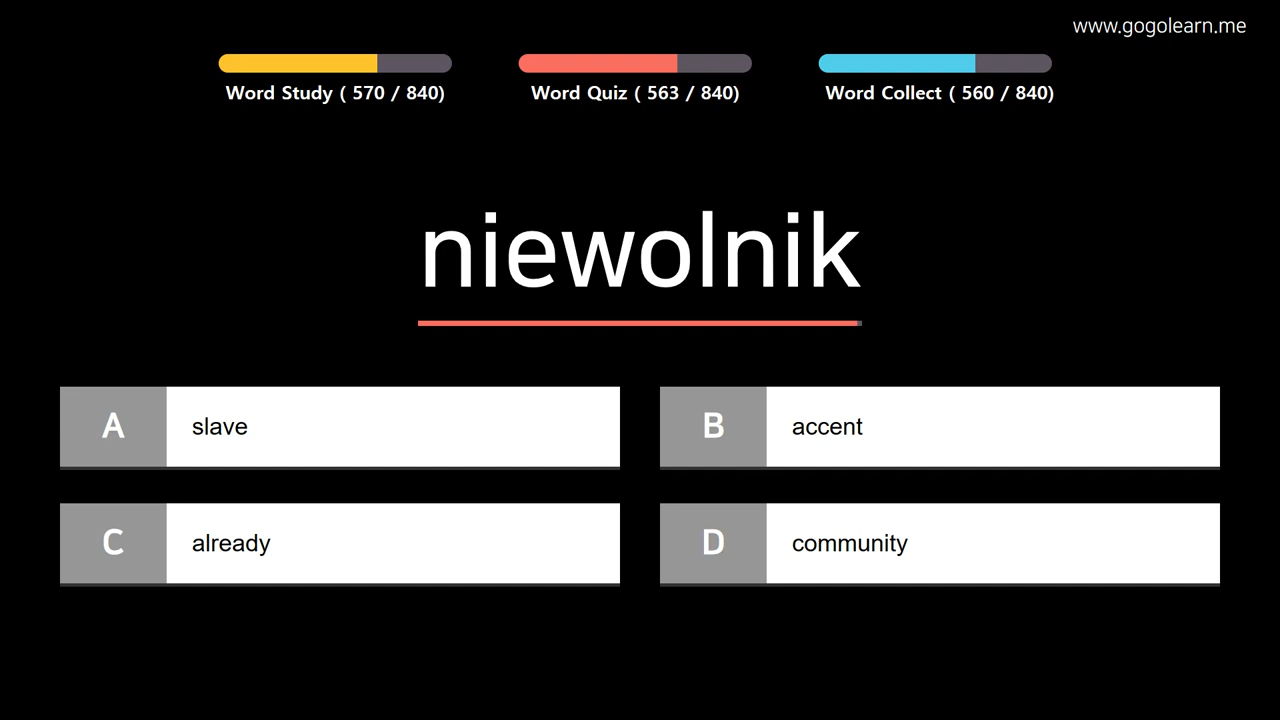 www.gogolearn.me
Word Study ( 570 / 840)
Word Quiz ( 563 / 840)
Word Collect ( 560 / 840)
niewolnik
A slave
B accent
C already
D community